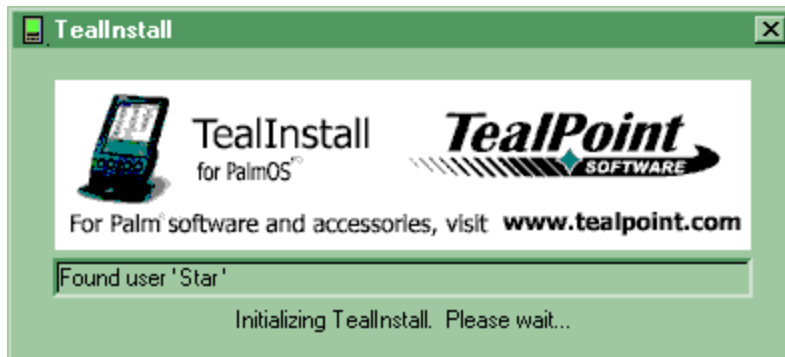 TealInstall
TealInstall
for PalmOS®
TealPoint
SOFTWARE
For Palm® software and accessories, visit www.tealpoint.com
Found user 'Star'
Initializing TealInstall. Please wait...